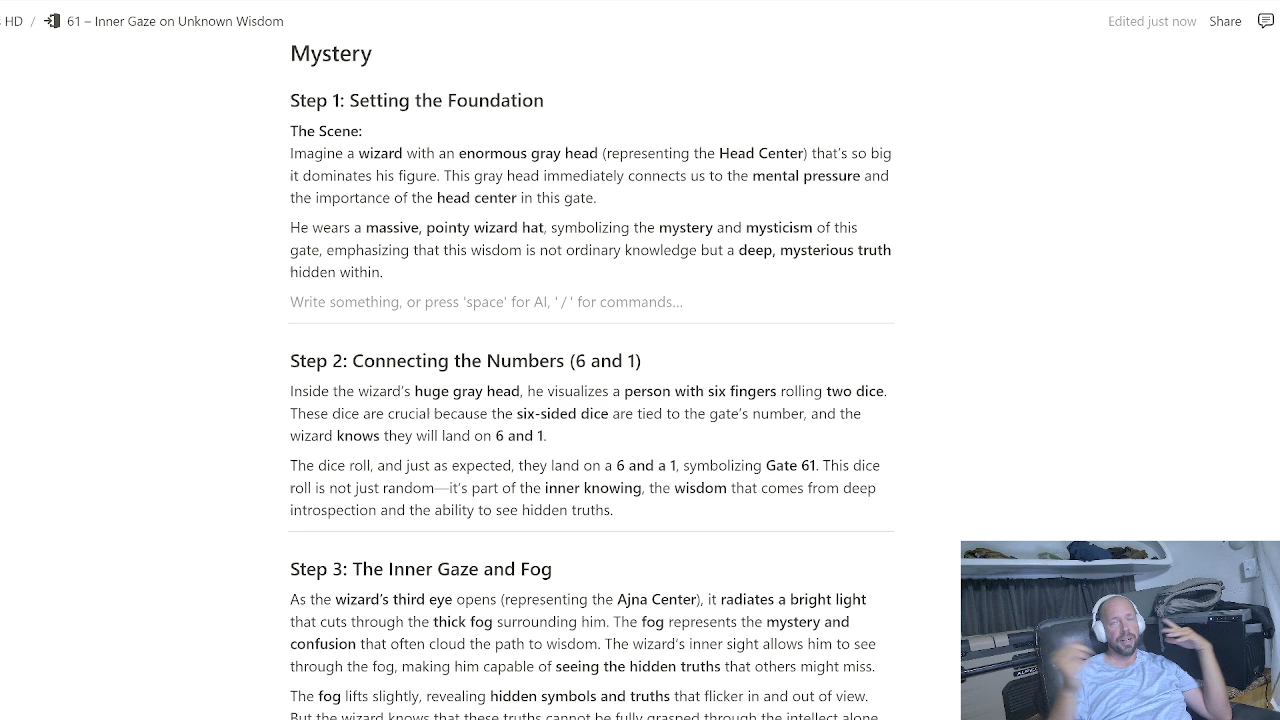 HD / 61 – Inner Gaze on Unknown Wisdom
Edited just now Share
Mystery
Step 1: Setting the Foundation
The Scene:
Imagine a wizard with an enormous gray head (representing the Head Center) that's so big
it dominates his figure. This gray head immediately connects us to the mental pressure and
the importance of the head center in this gate.
He wears a massive, pointy wizard hat, symbolizing the mystery and mysticism of this
gate, emphasizing that this wisdom is not ordinary knowledge but a deep, mysterious truth
hidden within.
Write something, or press 'space' for AI, '/' for commands...
Step 2: Connecting the Numbers (6 and 1)
Inside the wizard's huge gray head, he visualizes a person with six fingers rolling two dice.
These dice are crucial because the six-sided dice are tied to the gate's number, and the
wizard knows they will land on 6 and 1.
The dice roll, and just as expected, they land on a 6 and a 1, symbolizing Gate 61. This dice
roll is not just random—it's part of the inner knowing, the wisdom that comes from deep
introspection and the ability to see hidden truths.
Step 3: The Inner Gaze and Fog
As the wizard's third eye opens (representing the Ajna Center), it radiates a bright light
that cuts through the thick fog surrounding him. The fog represents the mystery and
confusion that often cloud the path to wisdom. The wizard's inner sight allows him to see
through the fog, making him capable of seeing the hidden truths that others might miss.
The fog lifts slightly, revealing hidden symbols and truths that flicker in and out of view.
But the wizard knows that these truths cannot be fully grasped through the intellect alone